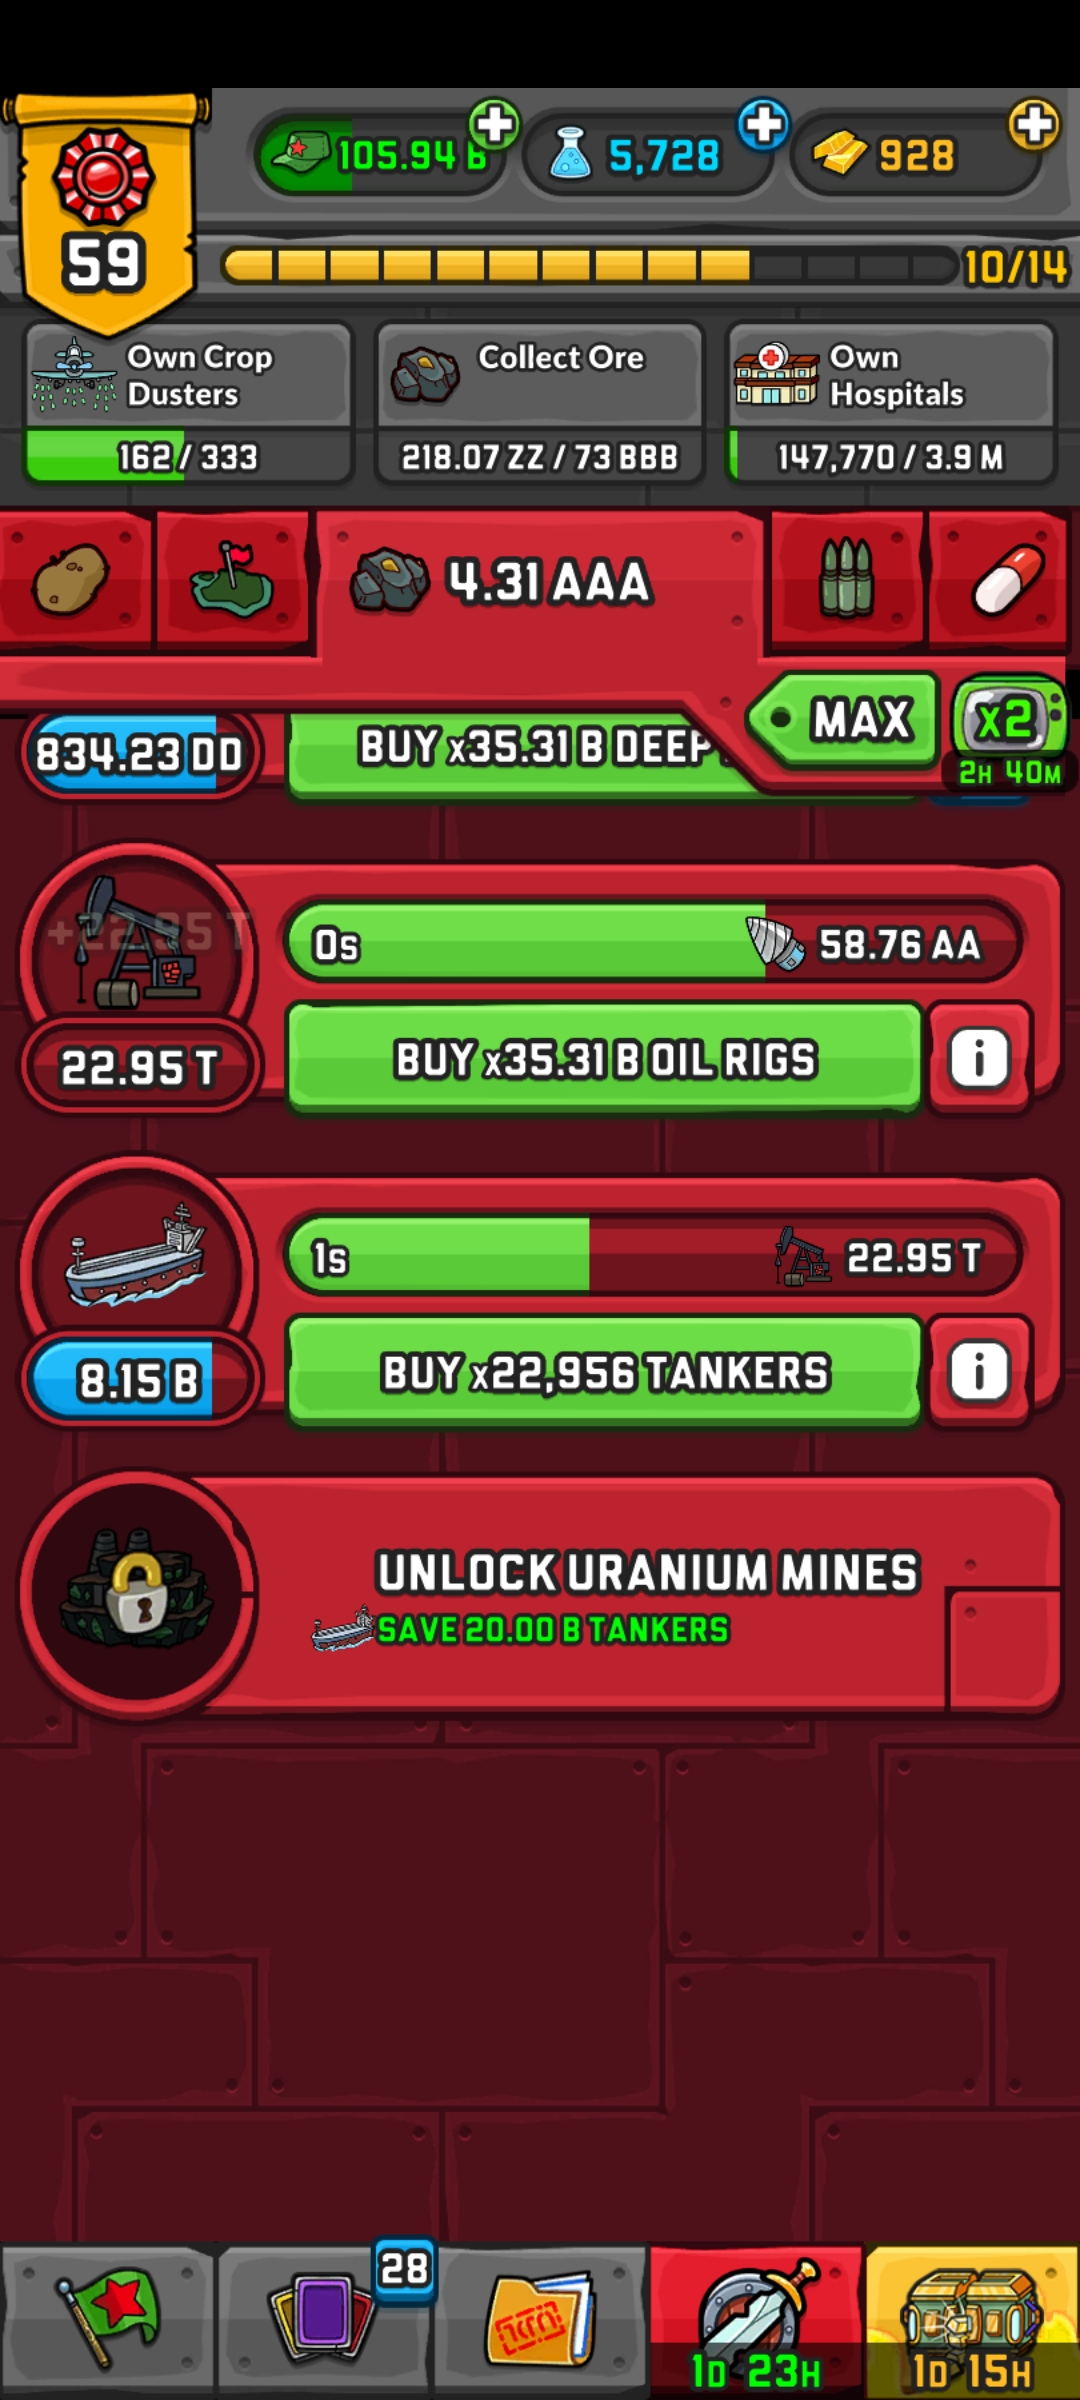 105.94 B
5,728
928
59
10/14
Own Crop
Dusters
Collect Ore
Own
Hospitals
162 / 333
218.07 ZZ / 73 BBB
147,770 / 3.9 M
4.31 AAA
MAX
x2
2H 40M
834.23 DD
BUY x35.31 B DEEP
+22.95 T
0s
58.76 AA
22.95 T
BUY x35.31 B OIL RIGS
i
1s
22.95 T
8.15 B
BUY x22,956 TANKERS
i
UNLOCK URANIUM MINES
SAVE 20.00 B TANKERS
28
1D 23H
1D 15H